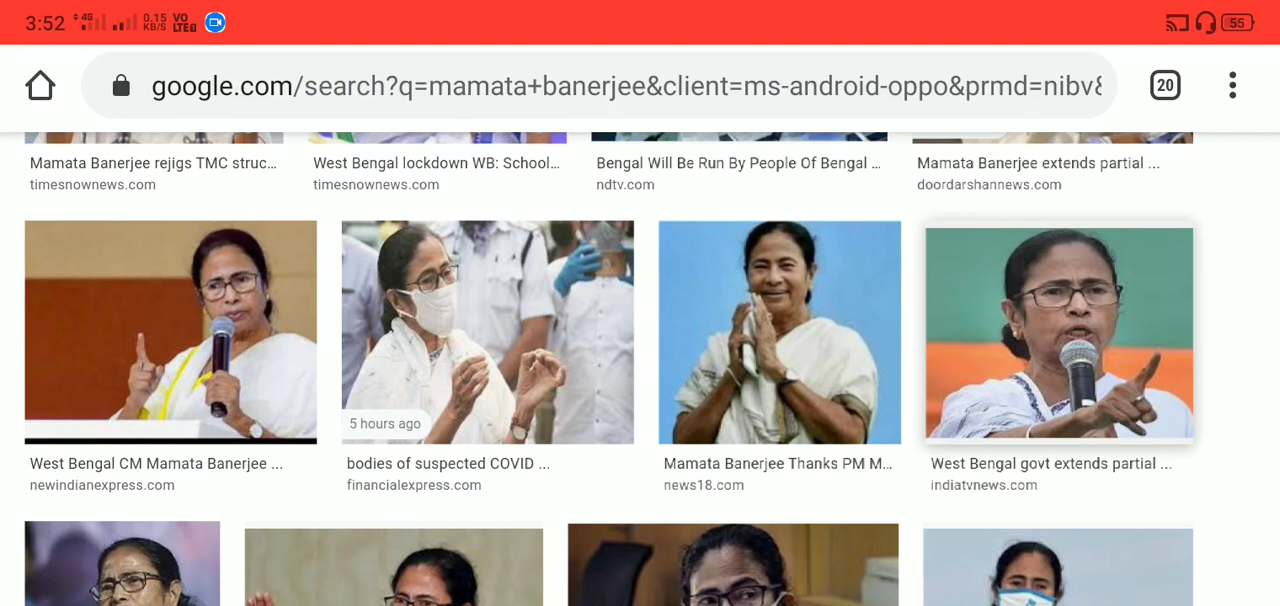 3:52 4G 0.15 KB/S VO LTE 55
google.com/search?q=mamata+banerjee&client=ms-android-oppo&prmd=nibv& 20
Mamata Banerjee rejigs TMC struc... West Bengal lockdown WB: School... Bengal Will Be Run By People Of Bengal ... Mamata Banerjee extends partial ...
timesnownews.com timesnownews.com ndtv.com doordarshannews.com
5 hours ago
West Bengal CM Mamata Banerjee ... bodies of suspected COVID ... Mamata Banerjee Thanks PM M... West Bengal govt extends partial ...
newindianexpress.com financialexpress.com news18.com indiatvnews.com